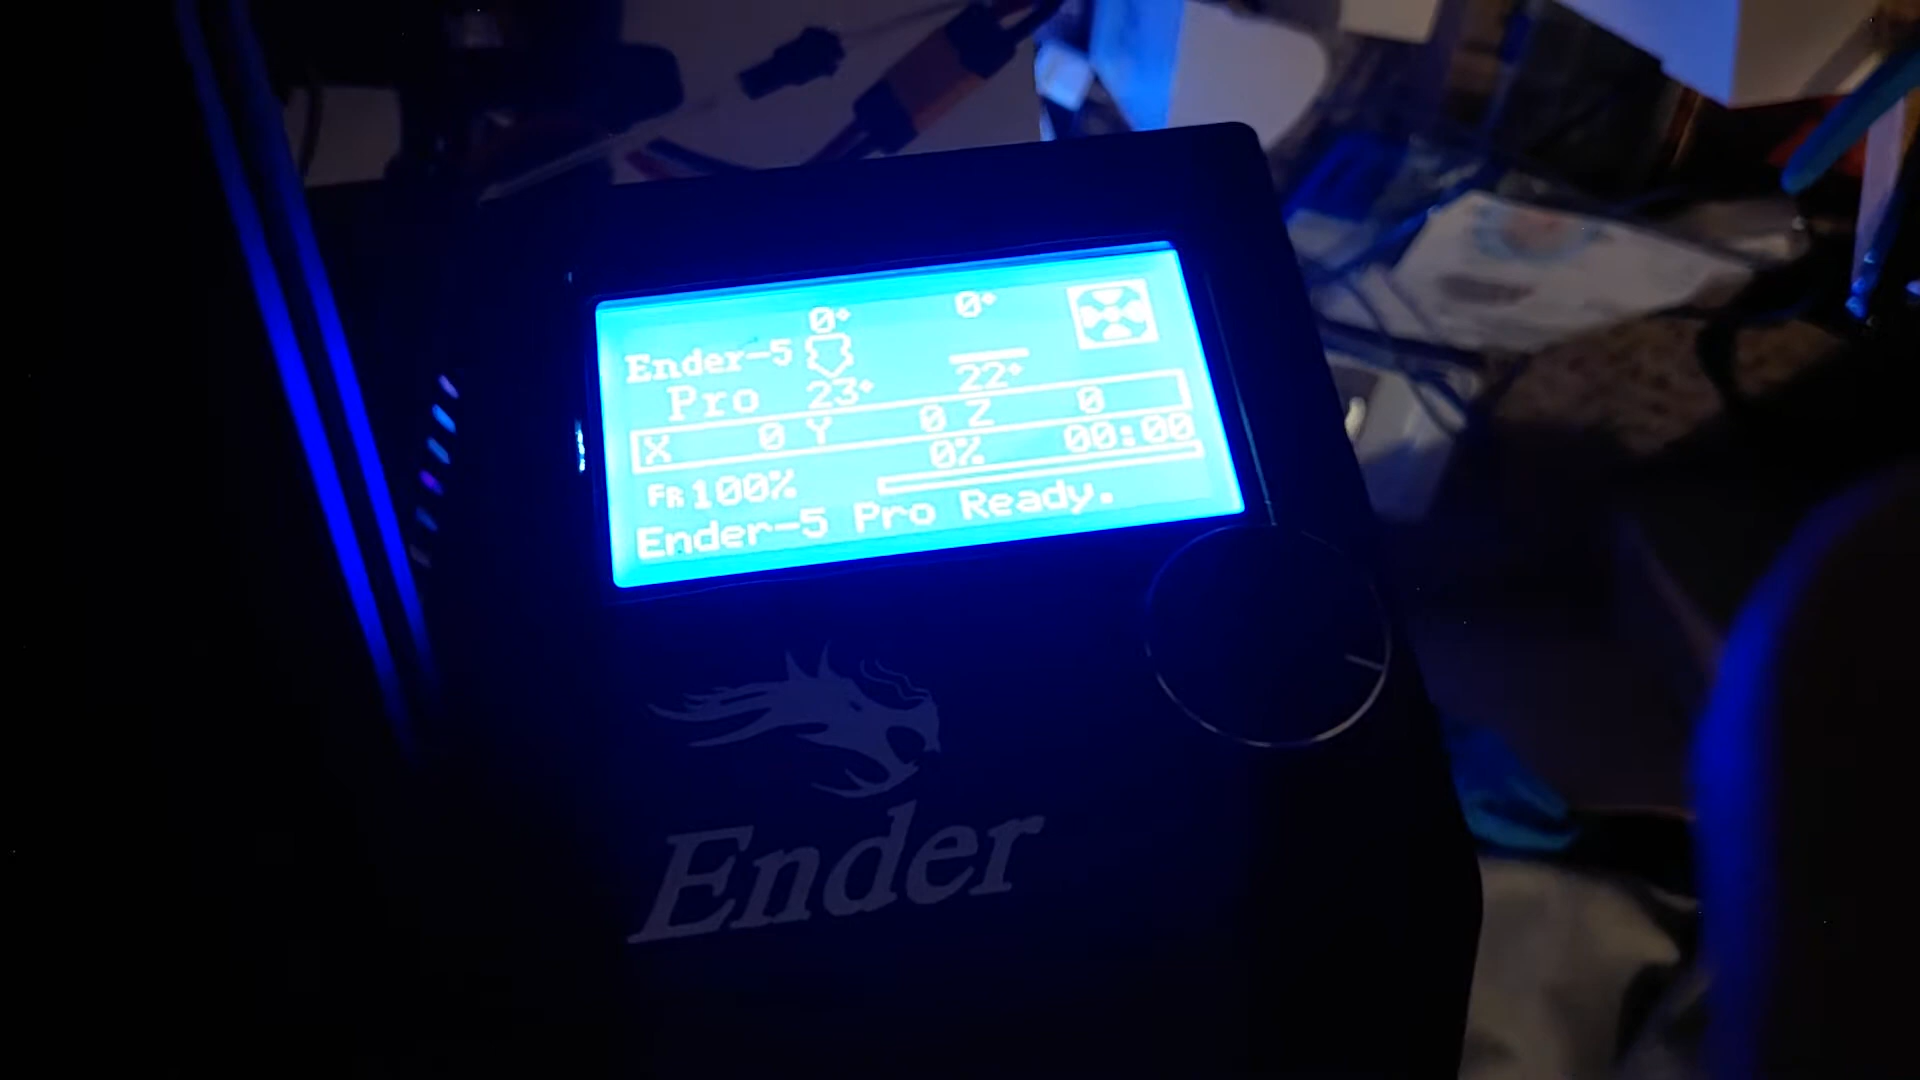 0° 0°
Ender-5
Pro 23° 22°
X 0 Y 0 Z 0
FR 100% 0% 00:00
Ender-5 Pro Ready.
Ender